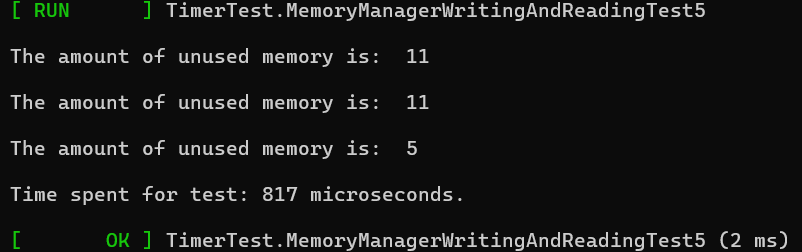 [ RUN      ] TimerTest.MemoryManagerWritingAndReadingTest5
The amount of unused memory is:  11
The amount of unused memory is:  11
The amount of unused memory is:  5
Time spent for test: 817 microseconds.
[       OK ] TimerTest.MemoryManagerWritingAndReadingTest5 (2 ms)